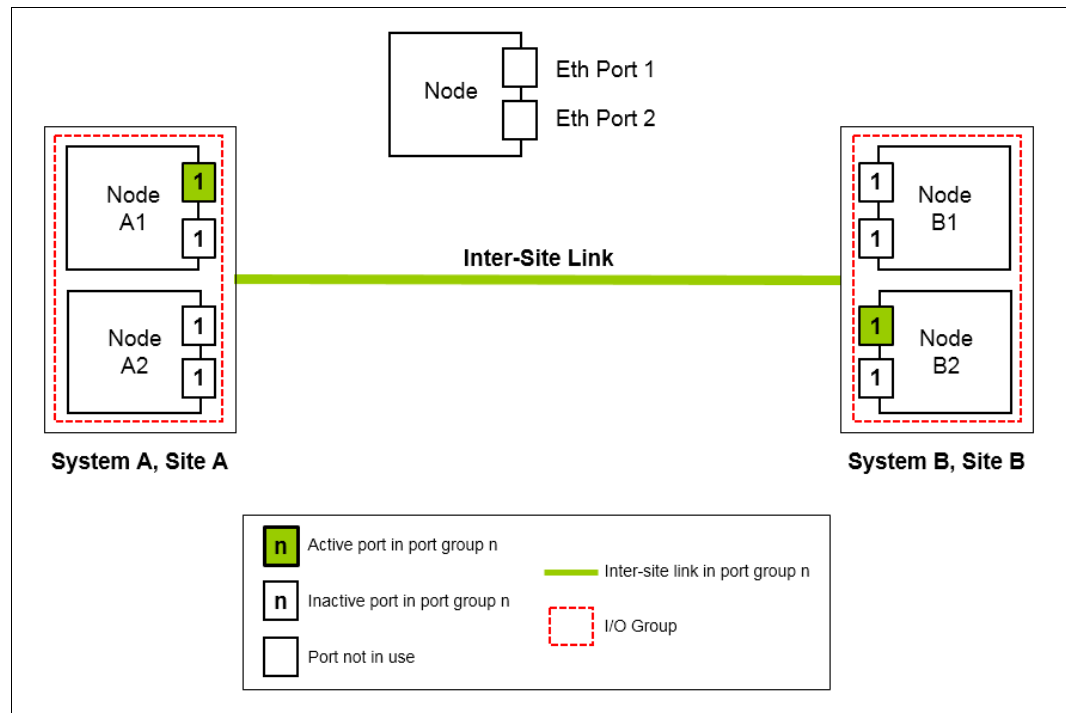 Node
Eth Port 1
Eth Port 2
Node
A1
1
1
Node
A2
1
1
Inter-Site Link
1
1
Node
B1
1
1
Node
B2
System A, Site A
System B, Site B
n
Active port in port group n
n
Inactive port in port group n
Port not in use
Inter-site link in port group n
I/O Group